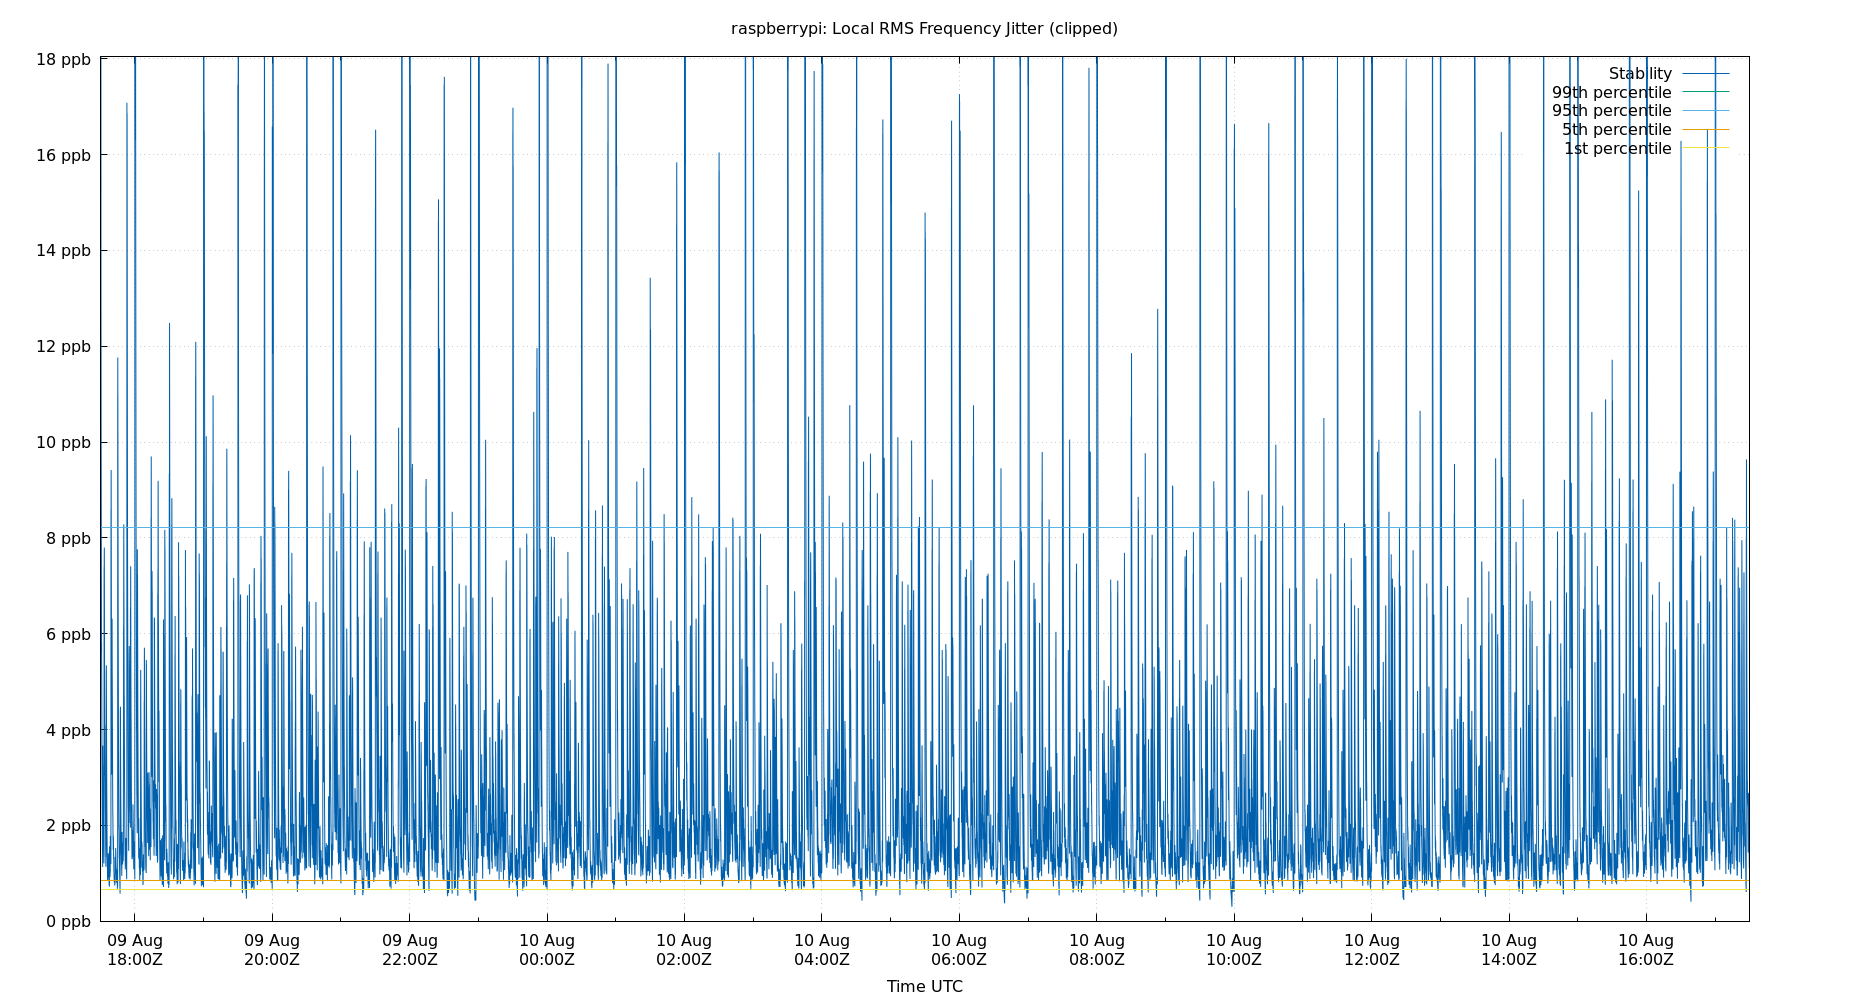 raspberrypi: Local RMS Frequency Jitter (clipped)
18 ppb
16 ppb
14 ppb
12 ppb
10 ppb
8 ppb
6 ppb
4 ppb
2 ppb
0 ppb
Stability
99th percentile
95th percentile
5th percentile
1st percentile
09 Aug 09 Aug 09 Aug 10 Aug 10 Aug 10 Aug 10 Aug 10 Aug 10 Aug 10 Aug 10 Aug 10 Aug
18:00Z 20:00Z 22:00Z 00:00Z 02:00Z 04:00Z 06:00Z 08:00Z 10:00Z 12:00Z 14:00Z 16:00Z
Time UTC